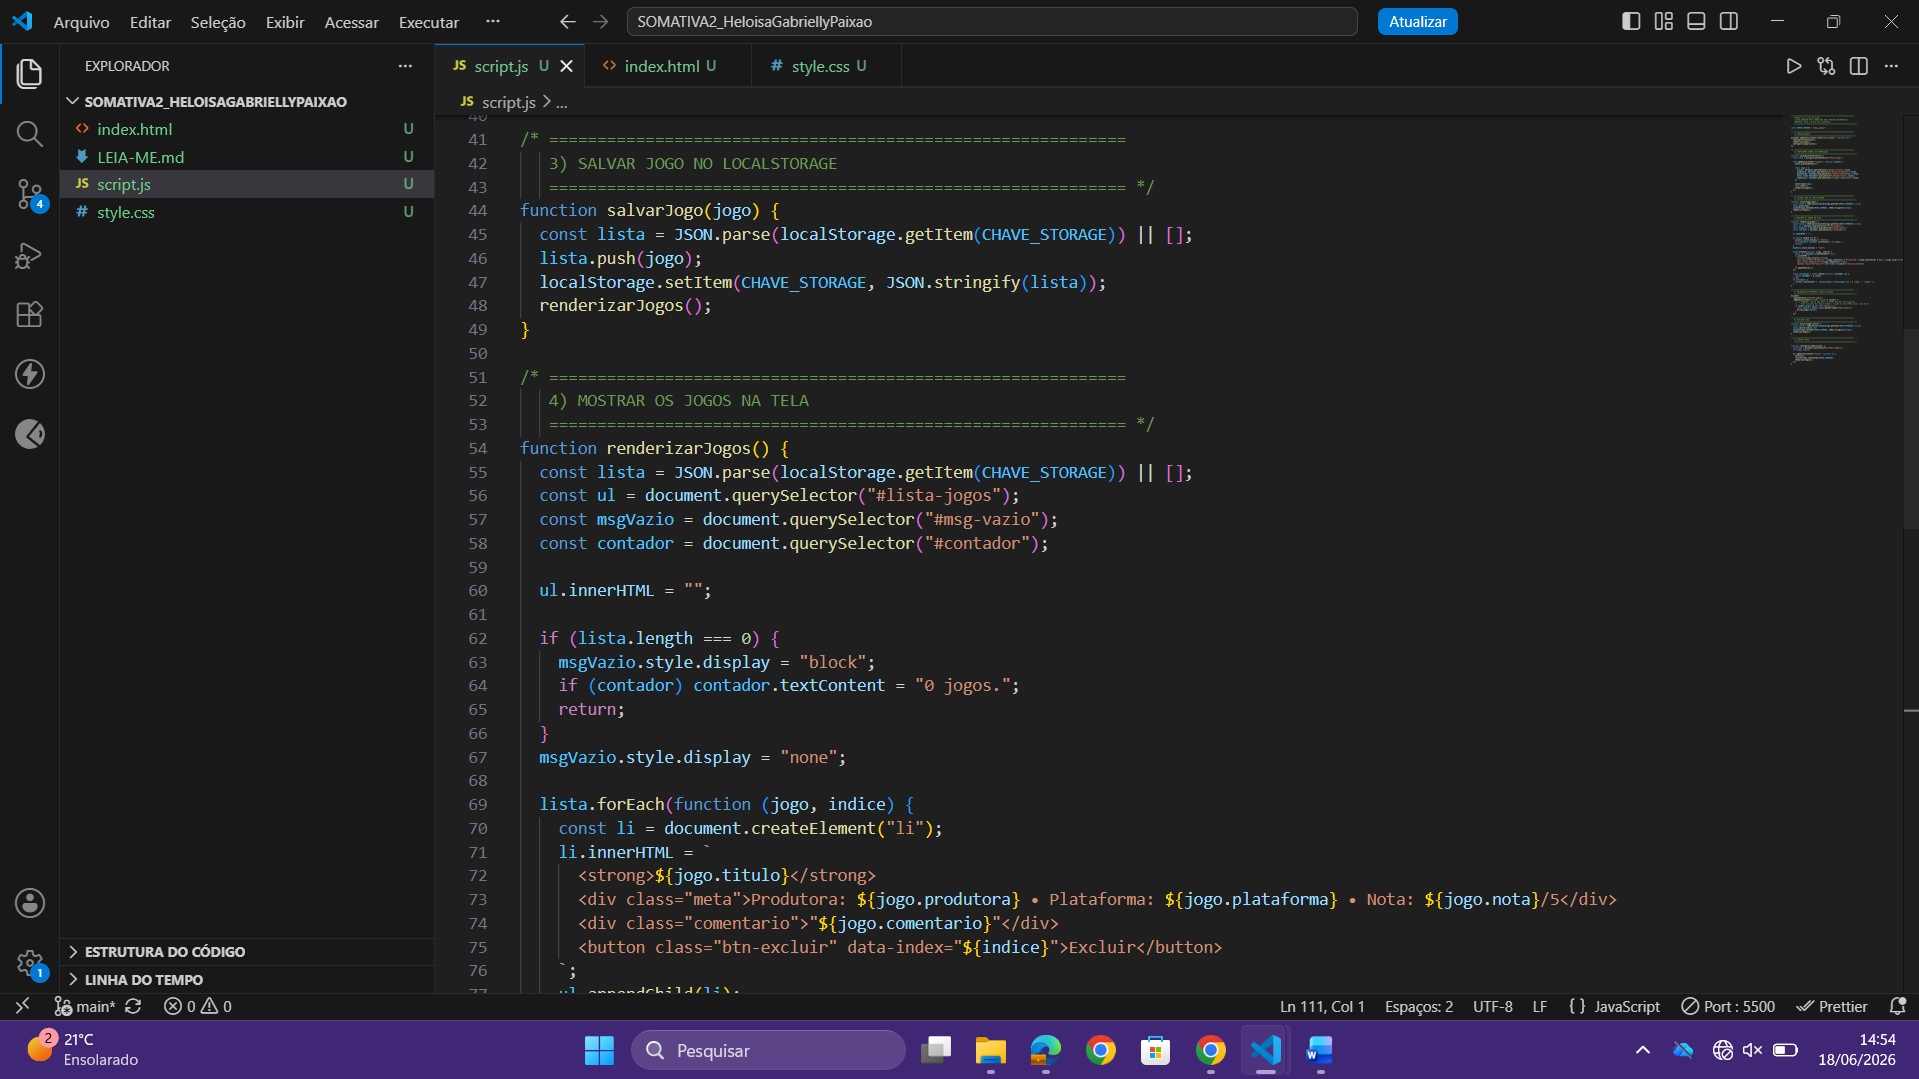 Arquivo Editar Seleção Exibir Acessar Executar ···
SOMATIVA2_HeloisaGabriellyPaixao
Atualizar
EXPLORADOR
SOMATIVA2_HELOISAGABRIELLYPAIXAO
<> index.html U
LEIA-ME.md U
JS script.js U
# style.css U
4
ESTRUTURA DO CÓDIGO
LINHA DO TEMPO
1
JS script.js U
<> index.html U
# style.css U
JS script.js > ...
40
41 /* ============================================================
42 3) SALVAR JOGO NO LOCALSTORAGE
43 ============================================================ */
44 function salvarJogo(jogo) {
45 const lista = JSON.parse(localStorage.getItem(CHAVE_STORAGE)) || [];
46 lista.push(jogo);
47 localStorage.setItem(CHAVE_STORAGE, JSON.stringify(lista));
48 renderizarJogos();
49 }
50
51 /* ============================================================
52 4) MOSTRAR OS JOGOS NA TELA
53 ============================================================ */
54 function renderizarJogos() {
55 const lista = JSON.parse(localStorage.getItem(CHAVE_STORAGE)) || [];
56 const ul = document.querySelector("#lista-jogos");
57 const msgVazio = document.querySelector("#msg-vazio");
58 const contador = document.querySelector("#contador");
59
60 ul.innerHTML = "";
61
62 if (lista.length === 0) {
63 msgVazio.style.display = "block";
64 if (contador) contador.textContent = "0 jogos.";
65 return;
66 }
67 msgVazio.style.display = "none";
68
69 lista.forEach(function (jogo, indice) {
70 const li = document.createElement("li");
71 li.innerHTML = `
72 <strong>${jogo.titulo}</strong>
73 <div class="meta">Produtora: ${jogo.produtora} • Plataforma: ${jogo.plataforma} • Nota: ${jogo.nota}/5</div>
74 <div class="comentario">"${jogo.comentario}"</div>
75 <button class="btn-excluir" data-index="${indice}">Excluir</button>
76 `;
77 ul.appendChild(li);
main* 0 0
Ln 111, Col 1 Espaços: 2 UTF-8 LF { } JavaScript Port : 5500 Prettier
2
21°C
Ensolarado
Pesquisar
14:54
18/06/2026